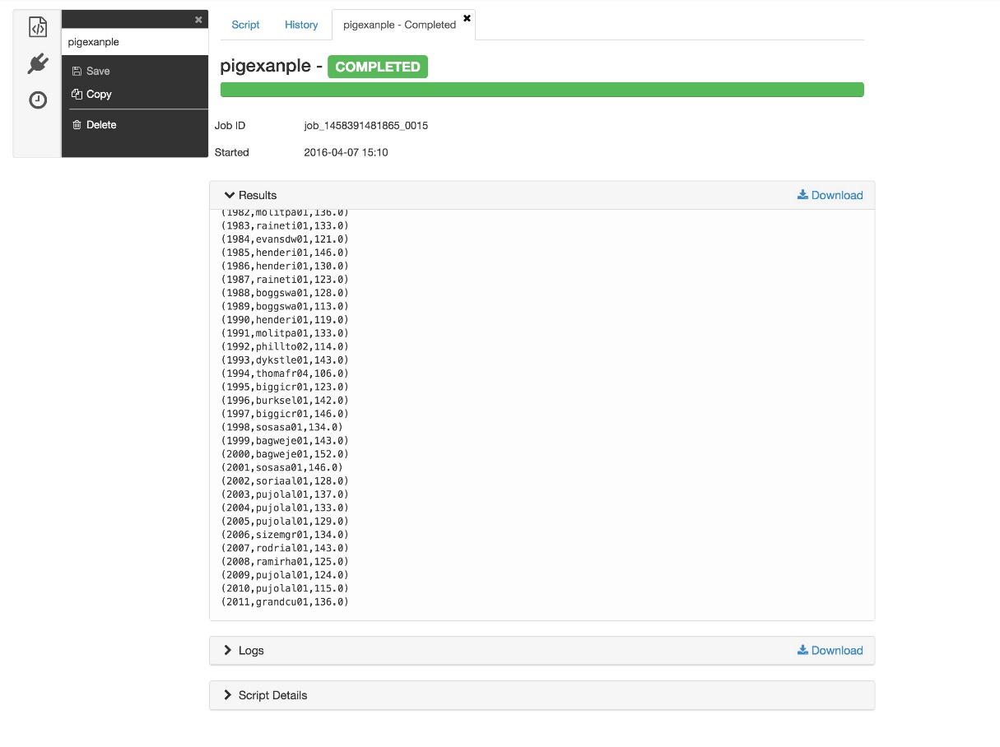 pigexanple
Save
Copy
Delete
Script
History
pigexanple - Completed
pigexanple - COMPLETED
Job ID job_1458391481865_0015
Started 2016-04-07 15:10
Results Download
(1982,molitpa01,136.0)
(1983,raineti01,133.0)
(1984,evansdw01,121.0)
(1985,henderi01,146.0)
(1986,henderi01,130.0)
(1987,raineti01,123.0)
(1988,boggswa01,128.0)
(1989,boggswa01,113.0)
(1990,henderi01,119.0)
(1991,molitpa01,133.0)
(1992,phillto02,114.0)
(1993,dykstle01,143.0)
(1994,thomafr04,106.0)
(1995,biggicr01,123.0)
(1996,burksel01,142.0)
(1997,biggicr01,146.0)
(1998,sosasa01,134.0)
(1999,bagweje01,143.0)
(2000,bagweje01,152.0)
(2001,sosasa01,146.0)
(2002,soriaal01,128.0)
(2003,pujolal01,137.0)
(2004,pujolal01,133.0)
(2005,pujolal01,129.0)
(2006,sizemgr01,134.0)
(2007,rodrial01,143.0)
(2008,ramirha01,125.0)
(2009,pujolal01,124.0)
(2010,pujolal01,115.0)
(2011,grandcu01,136.0)
Logs Download
Script Details